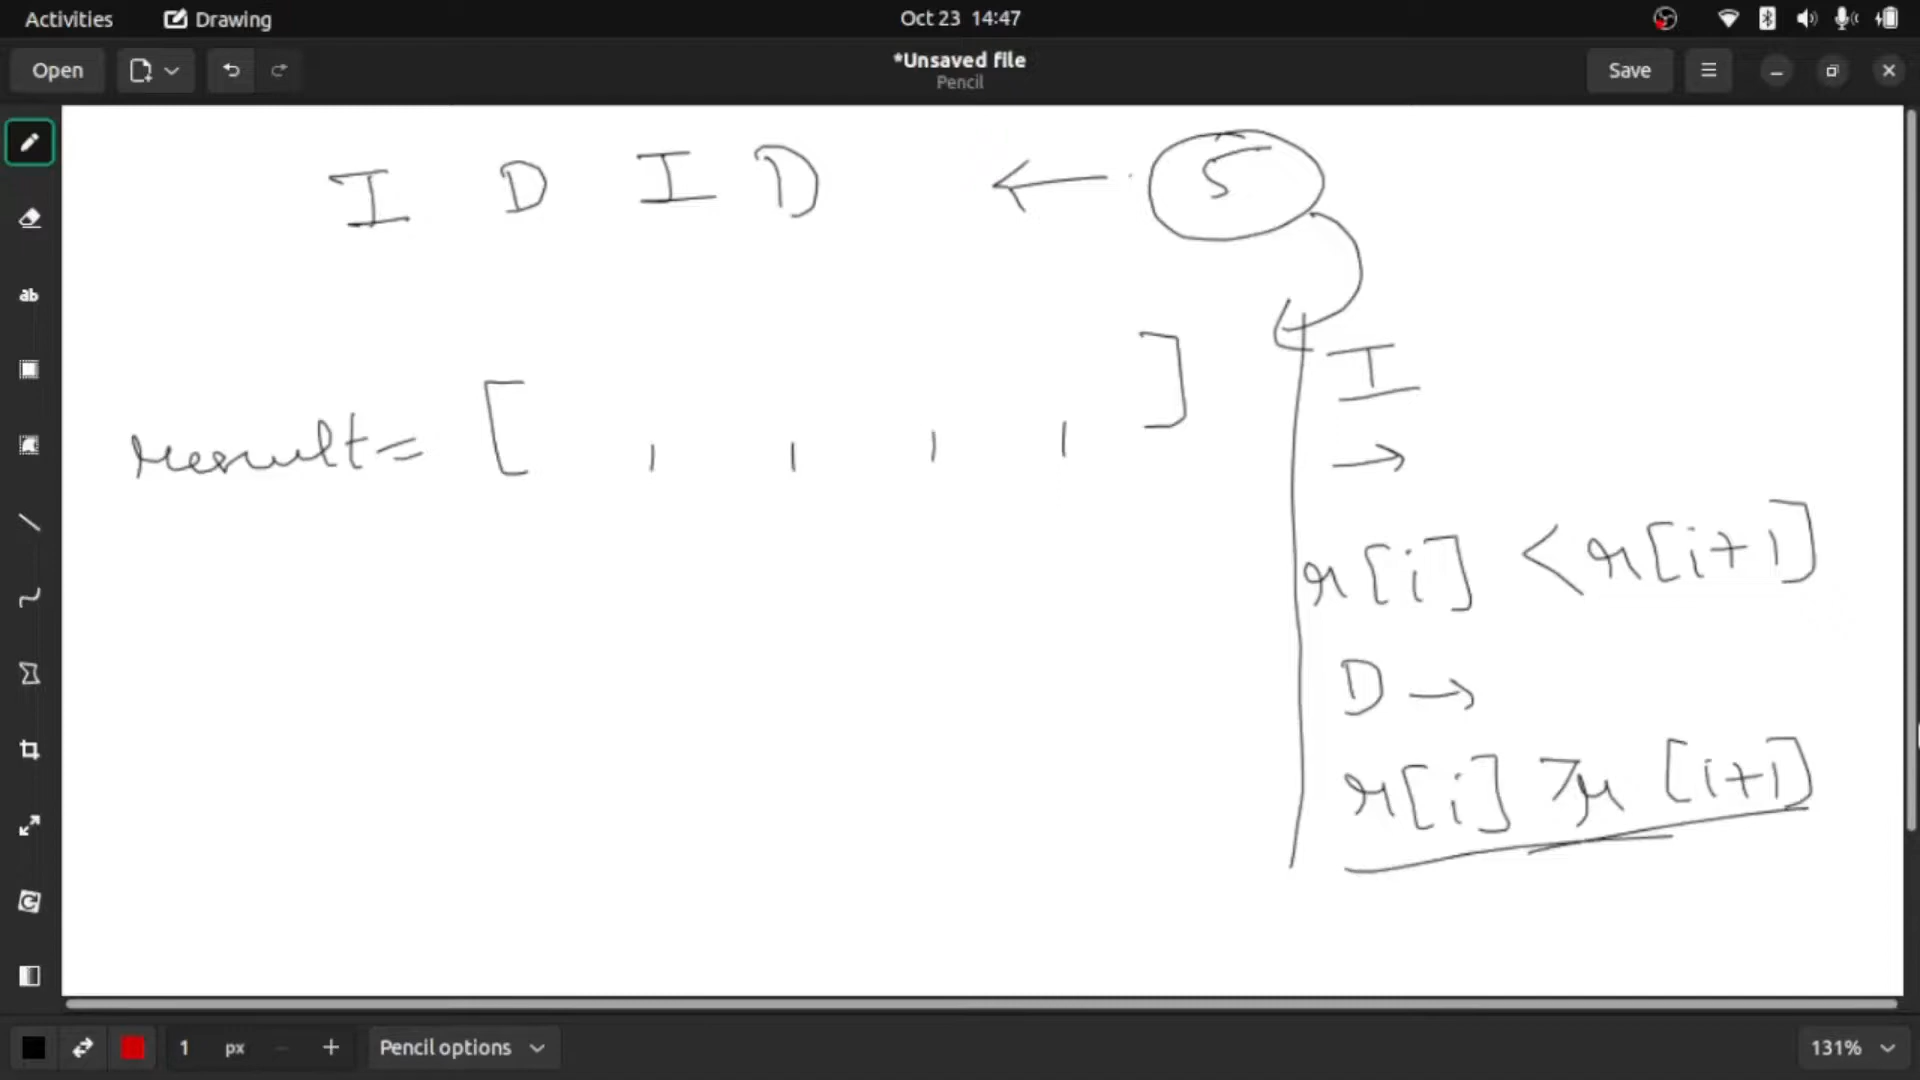 Activities Drawing Oct 23 14:47
Open *Unsaved file Save
Pencil
I D I D ← 5
result = [ , , , , ]
I
→
r[i] < r[i+1]
D →
r[i] > r[i+1]
ab
1 px - + Pencil options 131%